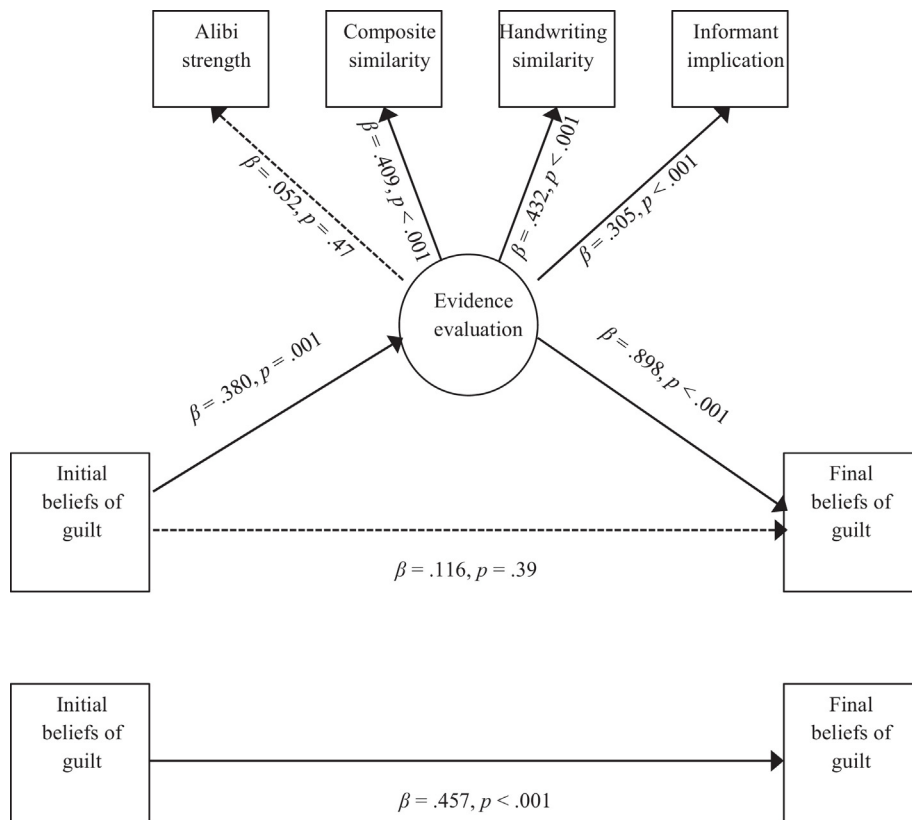 Alibi
strength
Composite
similarity
Handwriting
similarity
Informant
implication
β = .052, p = .47
β = .409, p < .001
β = .432, p < .001
β = .305, p < .001
Evidence
evaluation
β = .380, p = .001
β = .898, p < .001
Initial
beliefs of
guilt
Final
beliefs of
guilt
β = .116, p = .39
Initial
beliefs of
guilt
Final
beliefs of
guilt
β = .457, p < .001